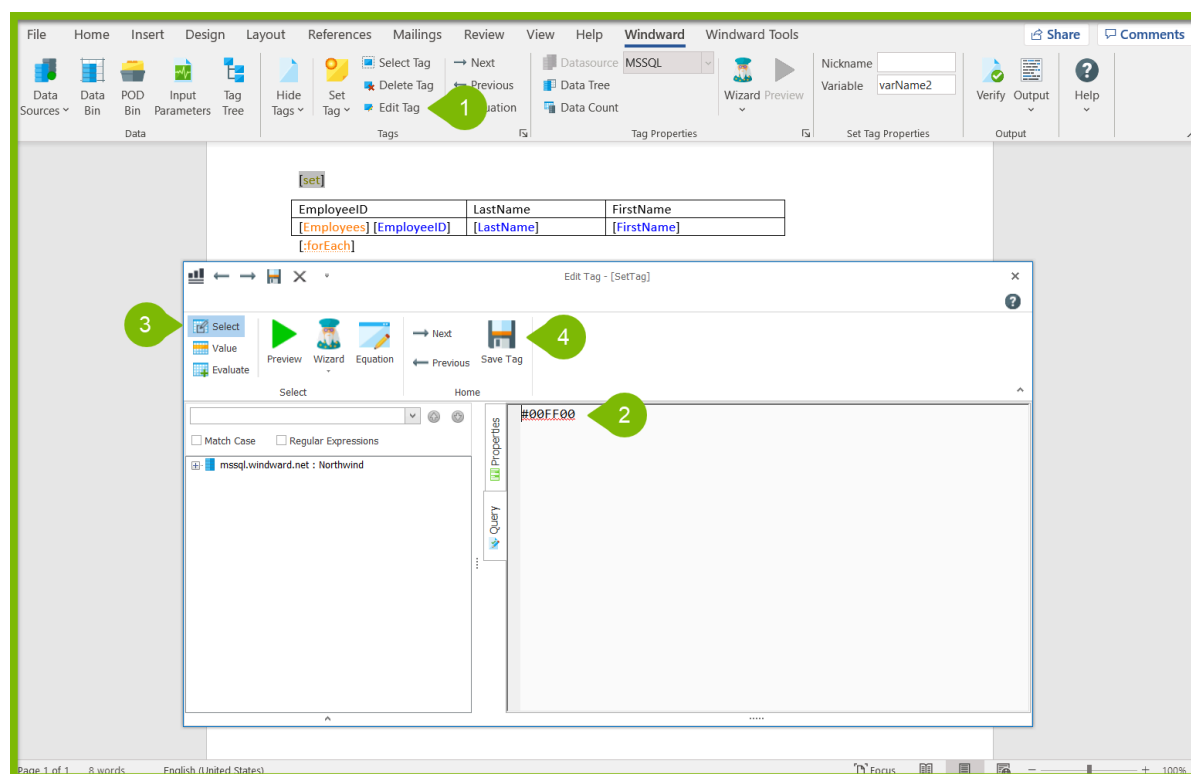 File Home Insert Design Layout References Mailings Review View Help Windward Windward Tools Share Comments
Select Tag Next Datasource MSSQL Nickname
Data Sources Data Bin POD Bin Input Parameters Tag Tree Hide Tags Set Tag Delete Tag Previous Data Tree Wizard Preview Variable varName2 Verify Output Help
Edit Tag 1 Data Count
Data Tags Tag Properties Set Tag Properties Output
[set]
EmployeeID LastName FirstName
[Employees] [EmployeeID] [LastName] [FirstName]
[:forEach]
Edit Tag - [SetTag]
3 Select
Value Preview Wizard Equation Next Previous Save Tag 4
Evaluate
Select Home
#00FF00 2
Match Case Regular Expressions
Properties
mssql.windward.net : Northwind
Query
Page 1 of 1 8 words English (United States) Focus 100%